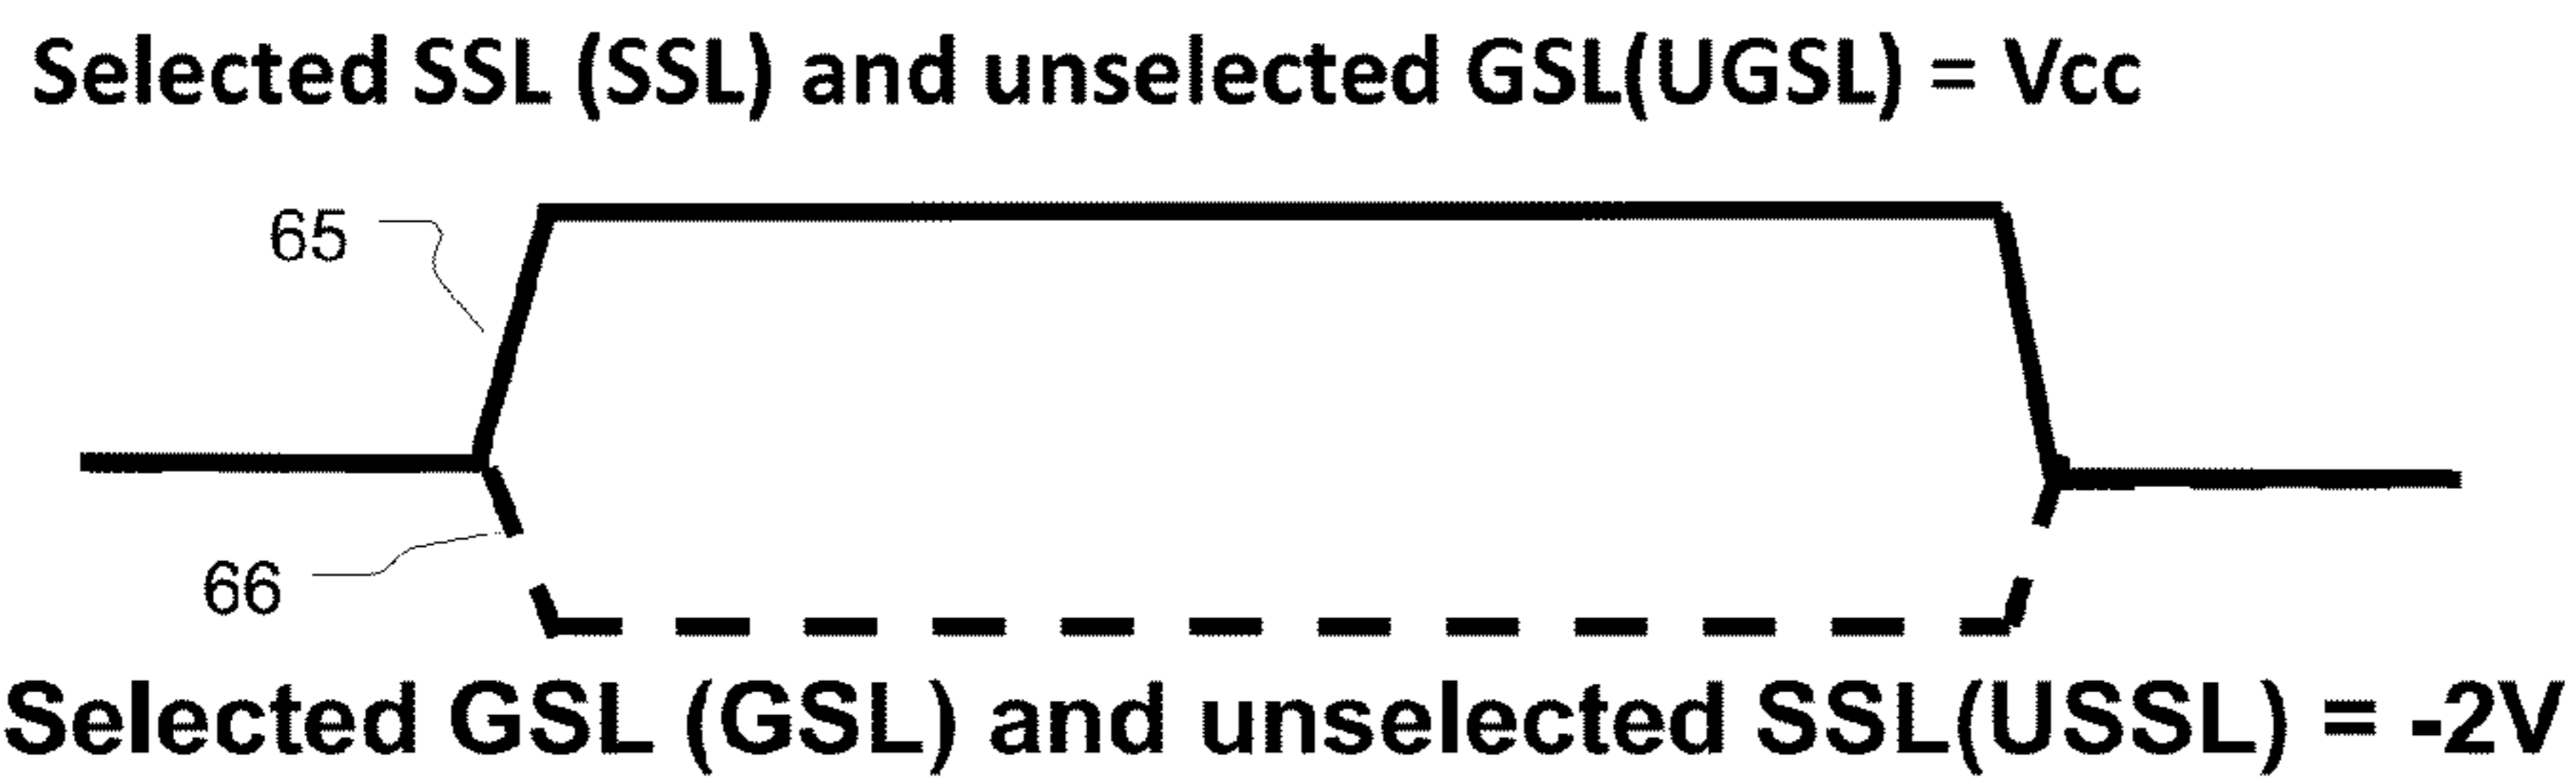 Selected SSL (SSL) and unselected GSL(UGSL) = Vcc
65
66
Selected GSL (GSL) and unselected SSL(USSL) = -2V